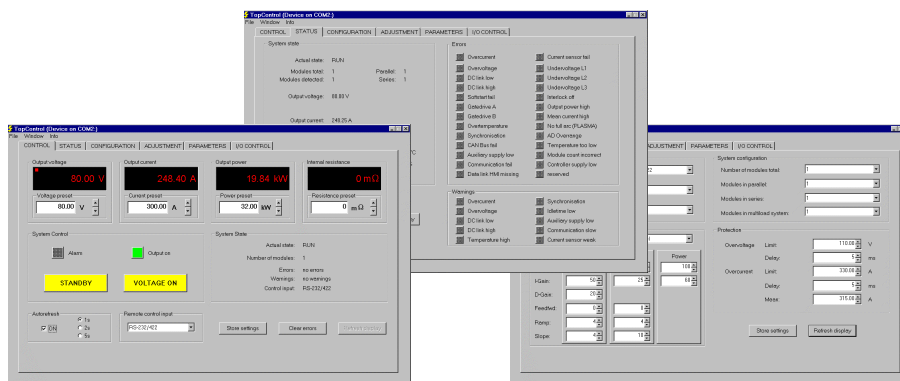 TopControl (Device on COM2:)
File Window Info
CONTROL STATUS CONFIGURATION ADJUSTMENT PARAMETERS I/O CONTROL
System state
Actual state: RUN
Modules total: 1 Parallel: 1
Modules detected: 1 Series: 1
Output voltage: 80.00 V
Output current: 248.25 A
Errors
Overcurrent Current sensor fail
Overvoltage Undervoltage L1
DC link low Undervoltage L2
DC link high Undervoltage L3
Softstart fail Interlock off
Gatedrive A Output power high
Gatedrive B Mean current high
Overtemperature No full arc (PLASMA)
Synchronisation AD Overrange
CAN Bus fail Temperature too low
Auxiliary supply low Module count incorrect
Communication fail Controller supply low
Data link HMI missing reserved
Warnings
Overcurrent Synchronisation
Overvoltage Idletime low
DC link low Auxiliary supply low
DC link high Communication slow
Temperature high Current sensor weak
TopControl (Device on COM2:)
File Window Info
CONTROL STATUS CONFIGURATION ADJUSTMENT PARAMETERS I/O CONTROL
Output voltage Output current Output power Internal resistance
80.00 V 248.40 A 19.84 kW 0 mΩ
Voltage preset Current preset Power preset Resistance preset
80.00 V 300.00 A 32.00 kW 0 mΩ
System Control
Alarm Output on
STANDBY VOLTAGE ON
System State
Actual state: RUN
Number of modules: 1
Errors: no errors
Warnings: no warnings
Control input: RS-232/422
Autorefresh
ON 1s
2s
5s
Remote control input
RS-232/422
Store settings Clear errors Refresh display
ADJUSTMENT PARAMETERS I/O CONTROL
System configuration
Number of modules total: 1
Modules in parallel: 1
Modules in series: 1
Modules in multiload system: 1
Protection
Overvoltage Limit: 110.00 V
Delay: 5 ms
Overcurrent Limit: 330.00 A
Delay: 5 ms
Mean: 315.00 A
Power
100
I-Gain: 50 25 60
D-Gain: 20
Feedfwd: 0 0
Ramp: 4 4
Slope: 4 10
Store settings Refresh display